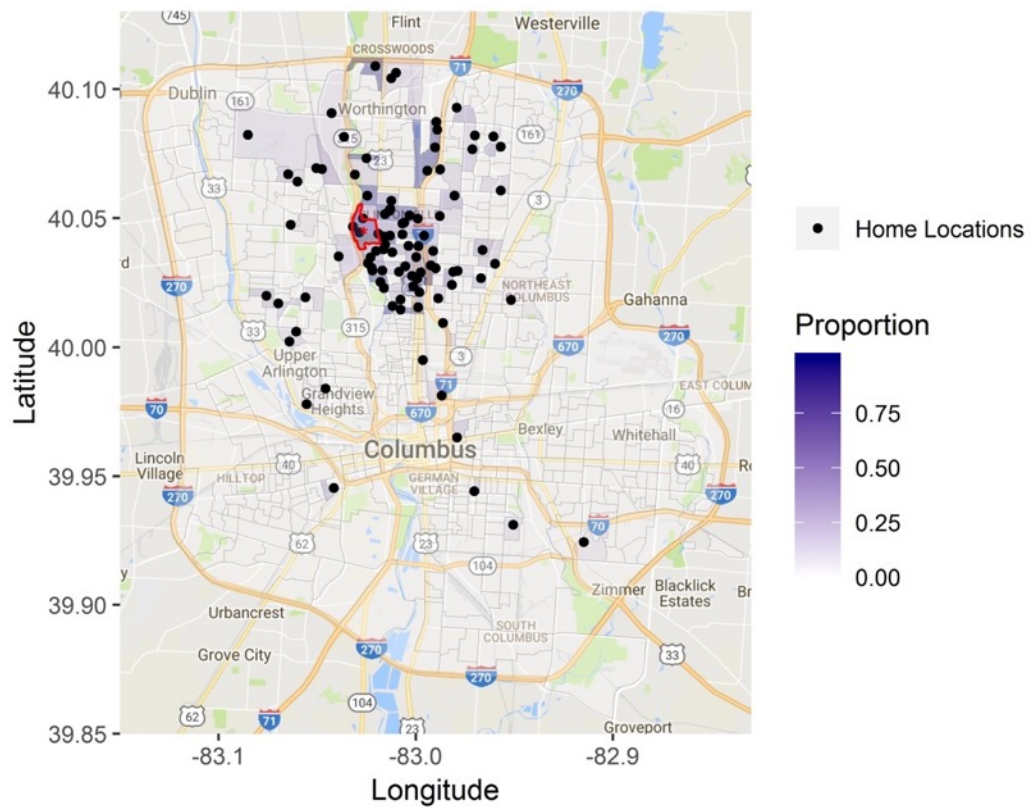 745
Flint
Westerville
CROSSWOODS
71
40.10
Dublin
270
161
Worthington
161
23
33
3
40.05
270
NORTHEAST
COLUMBUS
Gahanna
315
33
670
270
40.00
Upper
Arlington
3
71
EAST COLUM
70
Grandview
Heights
670
16
Bexley
Whitehall
Columbus
Lincoln
Village
40
HILLTOP
GERMAN
VILLAGE
40
39.95
270
270
70
62
23
104
Zimmer
Blacklick
Estates
39.90
Urbancrest
SOUTH
COLUMBUS
Grove City
270
33
270
104
62
71
23
Groveport
39.85
-83.1
-83.0
-82.9
Longitude
Latitude
Home Locations
Proportion
0.75
0.50
0.25
0.00